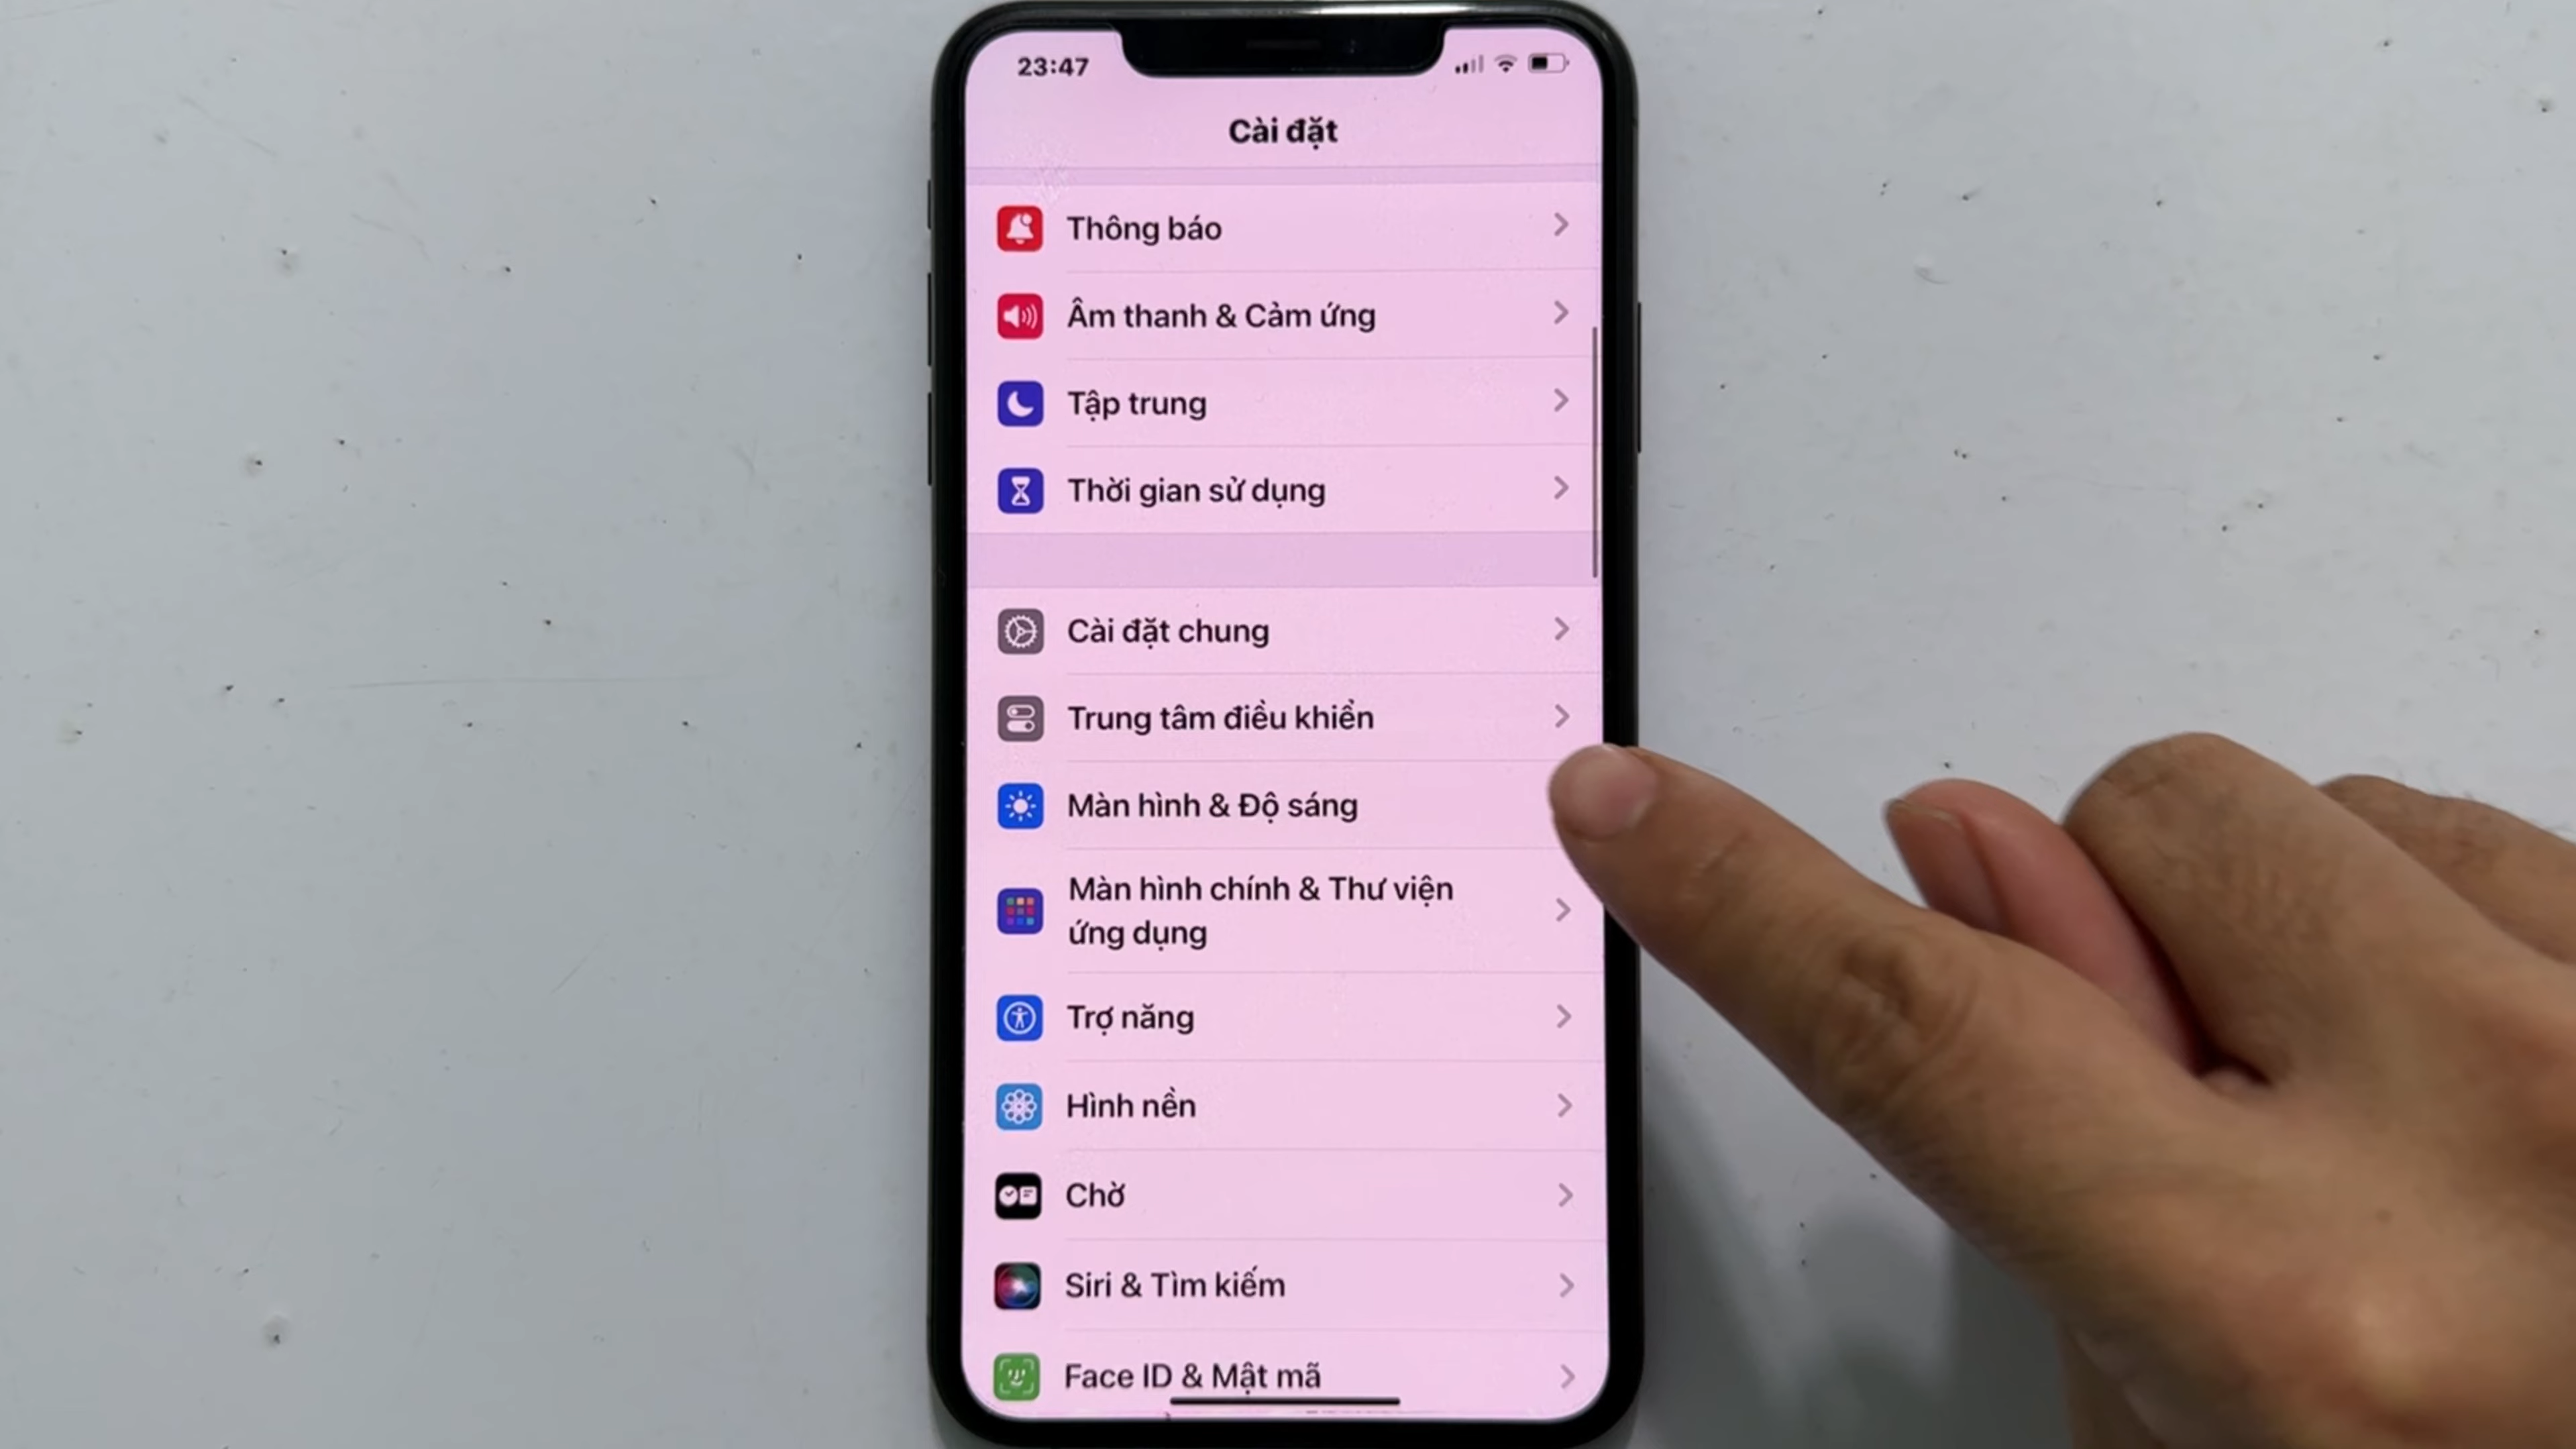 23:47
Cài đặt
Thông báo
Âm thanh & Cảm ứng
Tập trung
Thời gian sử dụng
Cài đặt chung
Trung tâm điều khiển
Màn hình & Độ sáng
Màn hình chính & Thư viện
ứng dụng
Trợ năng
Hình nền
Chờ
Siri & Tìm kiếm
Face ID & Mật mã